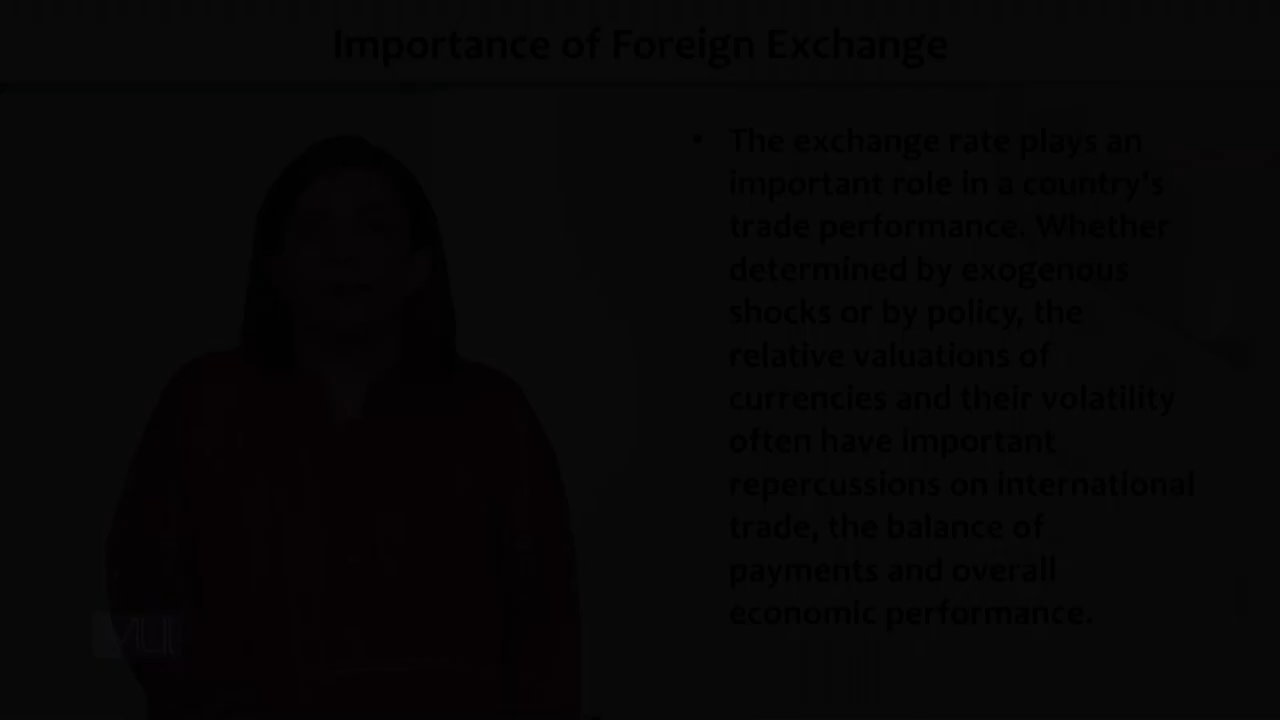 Importance of Foreign Exchange
• The exchange rate plays an
important role in a country's
trade performance. Whether
determined by exogenous
shocks or by policy, the
relative valuations of
currencies and their volatility
often have important
repercussions on international
trade, the balance of
payments and overall
economic performance.